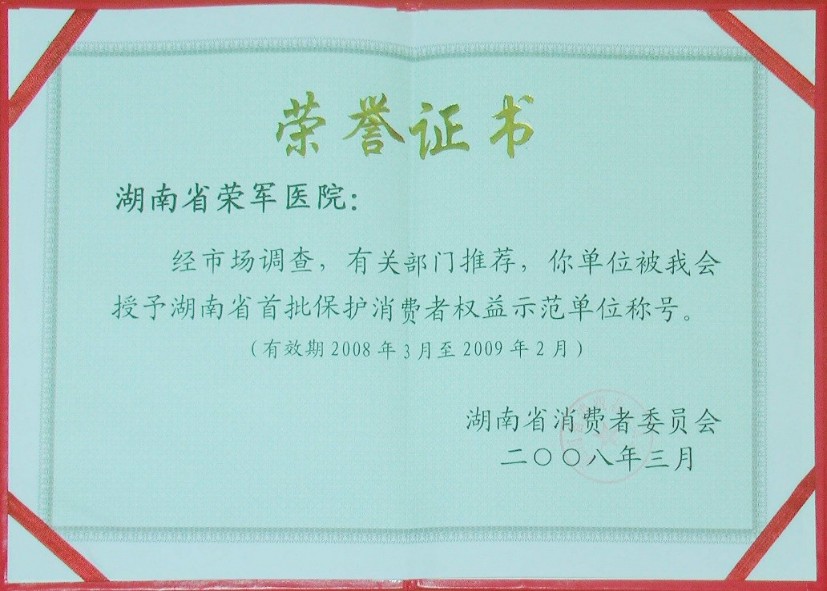 荣誉证书
湖南省荣军医院：
经市场调查，有关部门推荐，你单位被我会
授予湖南省首批保护消费者权益示范单位称号。
（有效期2008年3月至2009年2月）
湖南省消费者委员会
二〇〇八年三月